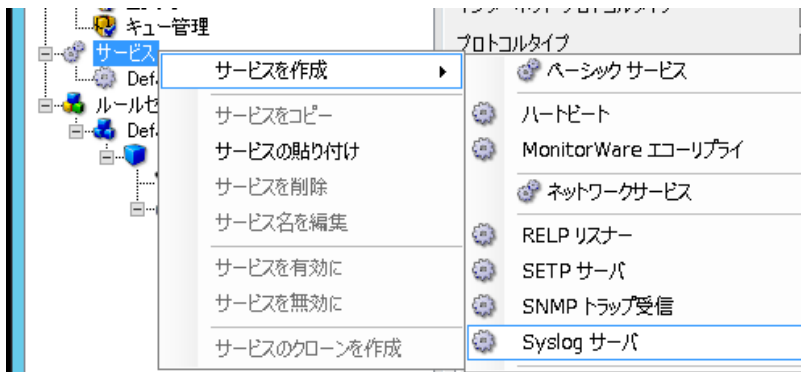 キュー管理
サービス
Def
ルールセ
Def
サービスを作成
サービスをコピー
サービスの貼り付け
サービスを削除
サービス名を編集
サービスを有効に
サービスを無効に
サービスのクローンを作成
プロトコルタイプ
ベーシック サービス
ハートビート
MonitorWare エコーリプライ
ネットワークサービス
RELP リスナー
SETP サーバ
SNMP トラップ受信
Syslog サーバ